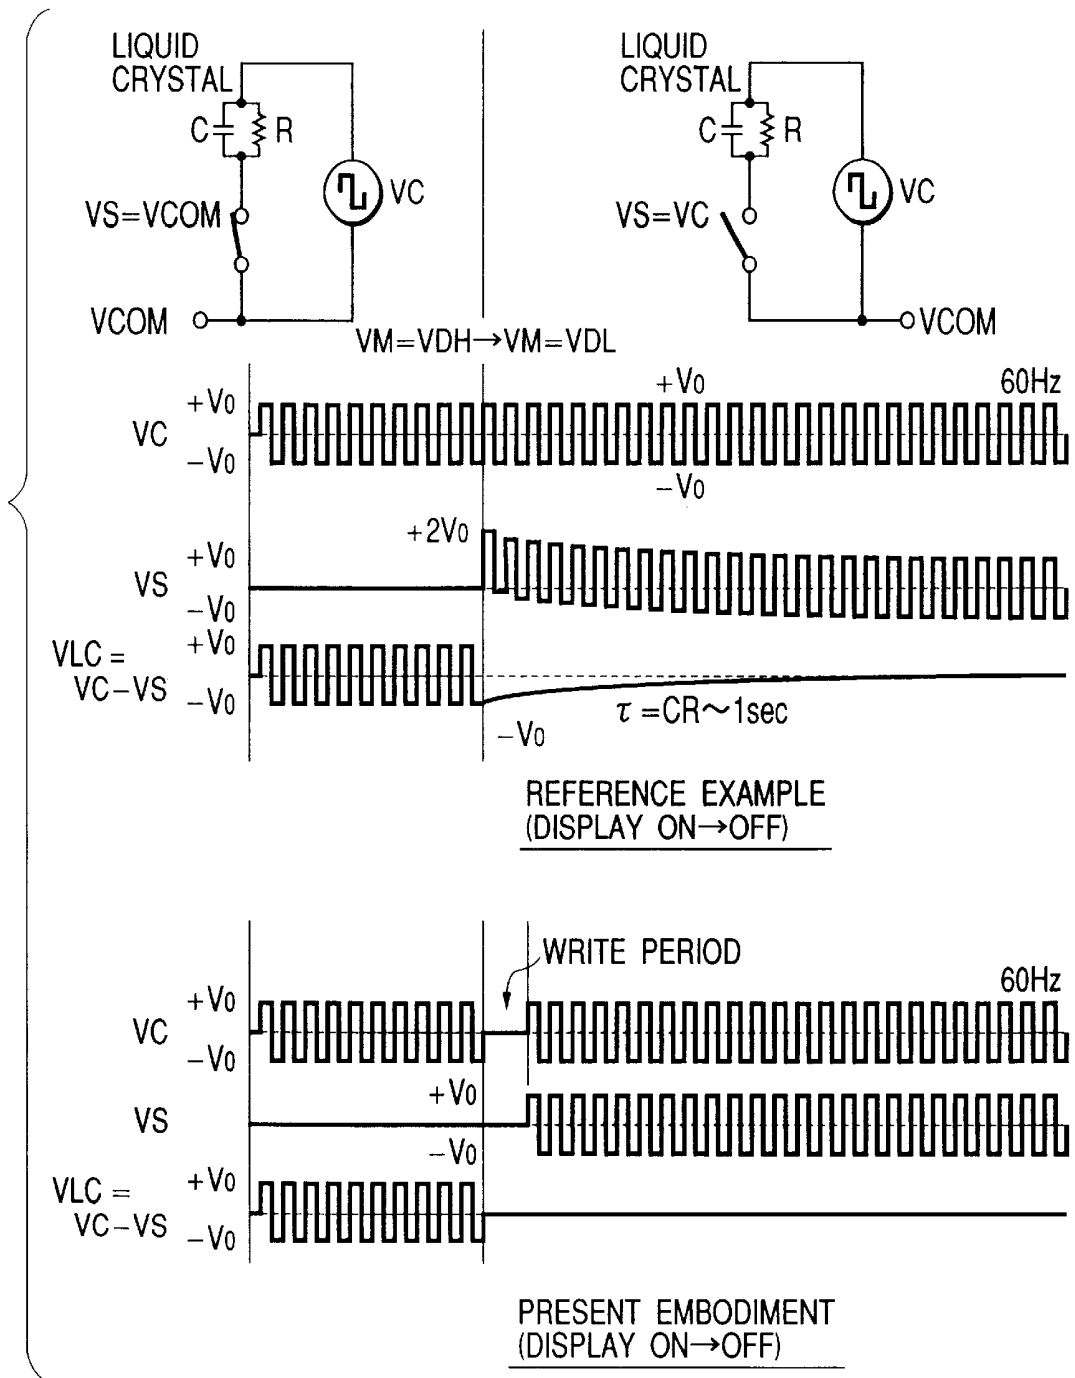 LIQUID
CRYSTAL
C
R
VS=VCOM
VC
VCOM
LIQUID
CRYSTAL
C
R
VS=VC
VC
VCOM
VM=VDH→VM=VDL
+V0
VC
−V0
+V0
−V0
60Hz
+2V0
+V0
VS
−V0
VLC =
VC−VS
+V0
−V0
−V0
τ=CR～1sec
REFERENCE EXAMPLE
(DISPLAY ON→OFF)
WRITE PERIOD
60Hz
+V0
VC
−V0
VS
+V0
−V0
VLC =
VC−VS
+V0
−V0
PRESENT EMBODIMENT
(DISPLAY ON→OFF)